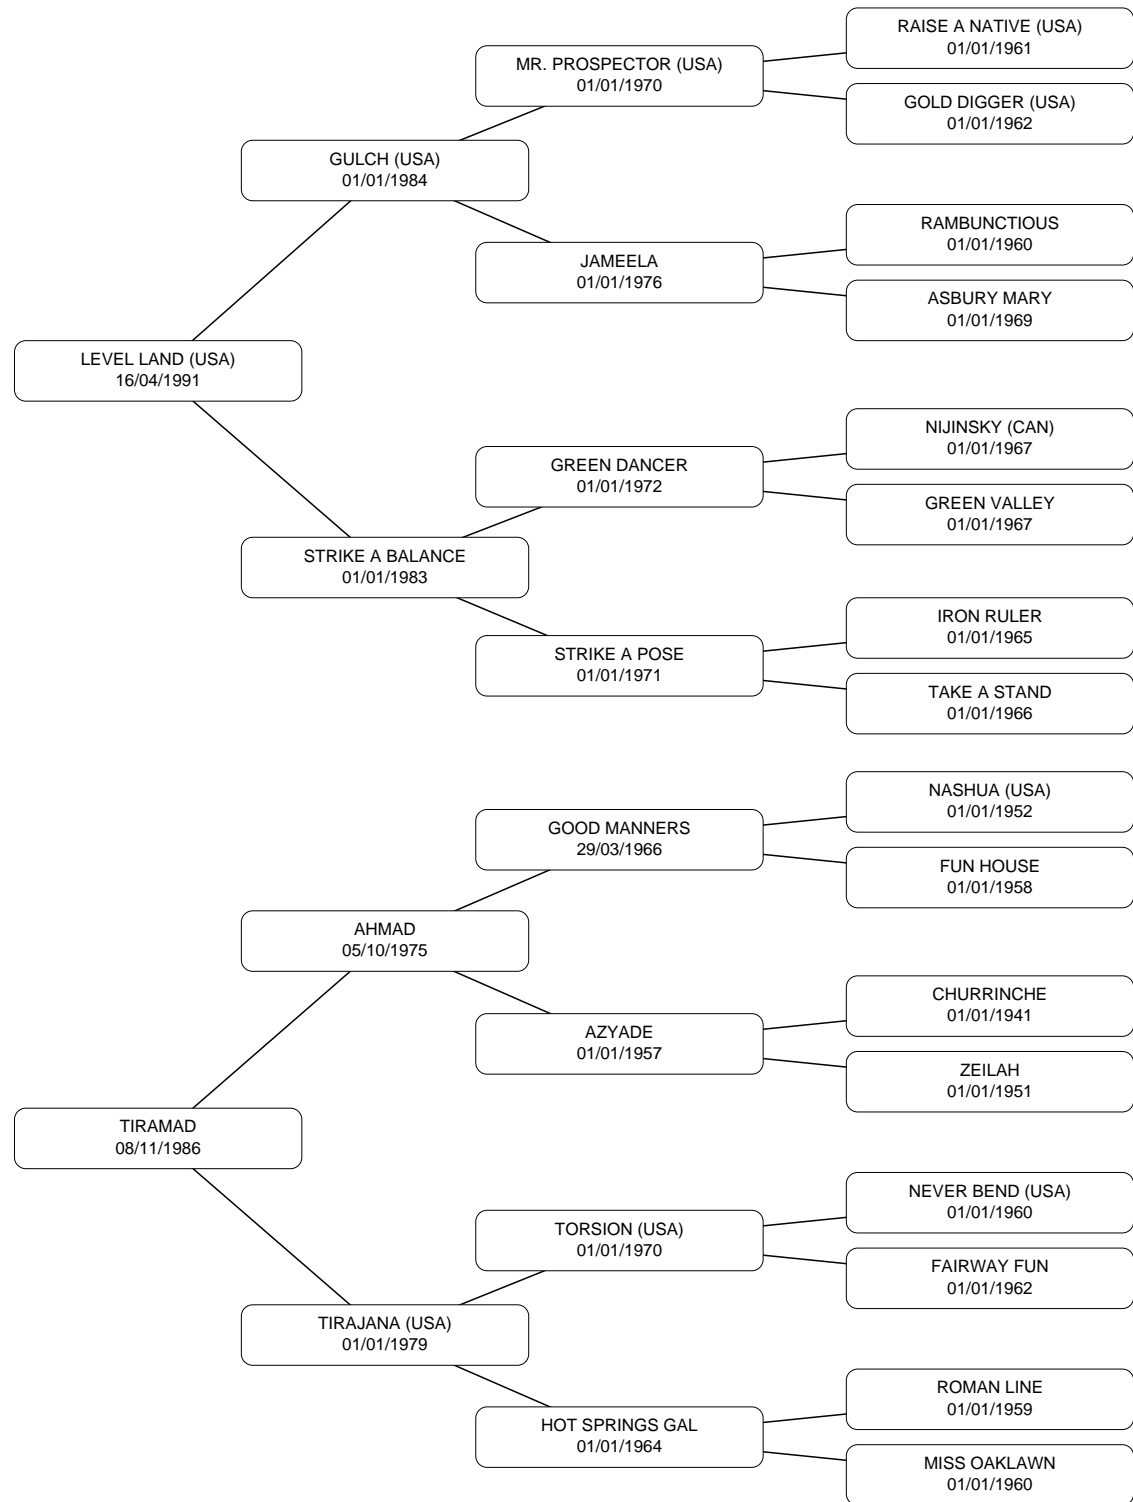 RAISE A NATIVE (USA)
01/01/1961
MR. PROSPECTOR (USA)
01/01/1970
GOLD DIGGER (USA)
01/01/1962
GULCH (USA)
01/01/1984
RAMBUNCTIOUS
01/01/1960
JAMEELA
01/01/1976
ASBURY MARY
01/01/1969
LEVEL LAND (USA)
16/04/1991
NIJINSKY (CAN)
01/01/1967
GREEN DANCER
01/01/1972
GREEN VALLEY
01/01/1967
STRIKE A BALANCE
01/01/1983
IRON RULER
01/01/1965
STRIKE A POSE
01/01/1971
TAKE A STAND
01/01/1966
NASHUA (USA)
01/01/1952
GOOD MANNERS
29/03/1966
FUN HOUSE
01/01/1958
AHMAD
05/10/1975
CHURRINCHE
01/01/1941
AZYADE
01/01/1957
ZEILAH
01/01/1951
TIRAMAD
08/11/1986
NEVER BEND (USA)
01/01/1960
TORSION (USA)
01/01/1970
FAIRWAY FUN
01/01/1962
TIRAJANA (USA)
01/01/1979
ROMAN LINE
01/01/1959
HOT SPRINGS GAL
01/01/1964
MISS OAKLAWN
01/01/1960